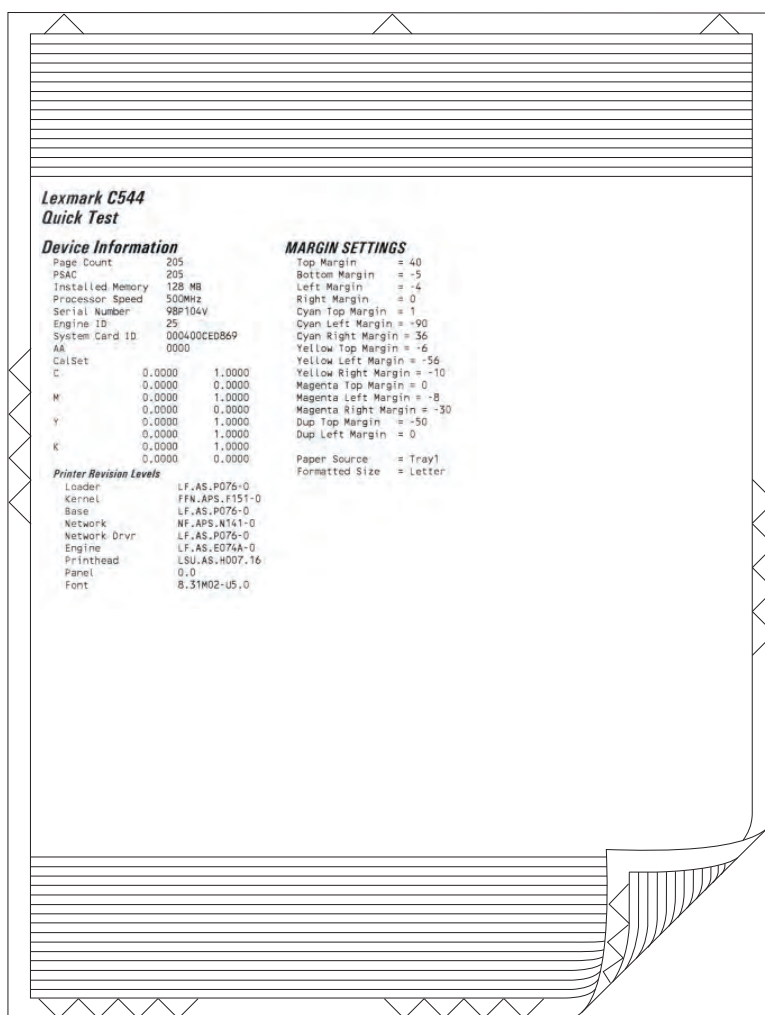 Lexmark C544
Quick Test
Device Information
Page Count 205
PSAC 205
Installed Memory 128 MB
Processor Speed 500MHz
Serial Number 98P104V
Engine ID 25
System Card ID 000400CED869
AA 0000
CalSet
C 0.0000 1.0000
0.0000 0.0000
M 0.0000 1.0000
0.0000 0.0000
Y 0.0000 1.0000
0.0000 1.0000
K 0.0000 1.0000
0.0000 0.0000
Printer Revision Levels
Loader LF.AS.P076-0
Kernel FFN.APS.F151-0
Base LF.AS.P076-0
Network NF.APS.N141-0
Network Drvr LF.AS.P076-0
Engine LF.AS.E074A-0
Printhead LSU.AS.H007.16
Panel 0.0
Font 8.31M02-U5.0
MARGIN SETTINGS
Top Margin = 40
Bottom Margin = -5
Left Margin = -4
Right Margin = 0
Cyan Top Margin = 1
Cyan Left Margin = -90
Cyan Right Margin = 36
Yellow Top Margin = -6
Yellow Left Margin = -56
Yellow Right Margin = -10
Magenta Top Margin = 0
Magenta Left Margin = -8
Magenta Right Margin = -30
Dup Top Margin = -50
Dup Left Margin = 0
Paper Source = Tray1
Formatted Size = Letter